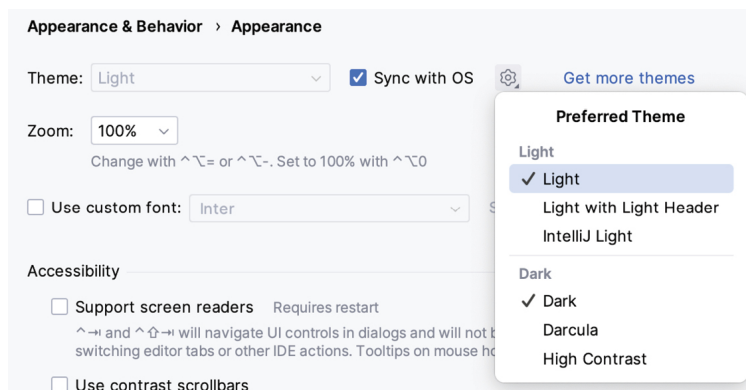 Appearance & Behavior › Appearance
Theme: Light Sync with OS Get more themes
Preferred Theme
Zoom: 100%
Light
Change with ^⌥= or ^⌥-. Set to 100% with ^⌥0
Light
Use custom font: Inter
Light with Light Header
IntelliJ Light
Accessibility
Dark
Support screen readers Requires restart
Dark
^⇥ and ^⇧⇥ will navigate UI controls in dialogs and will not
Darcula
switching editor tabs or other IDE actions. Tooltips on mouse
High Contrast
Use contrast scrollbars